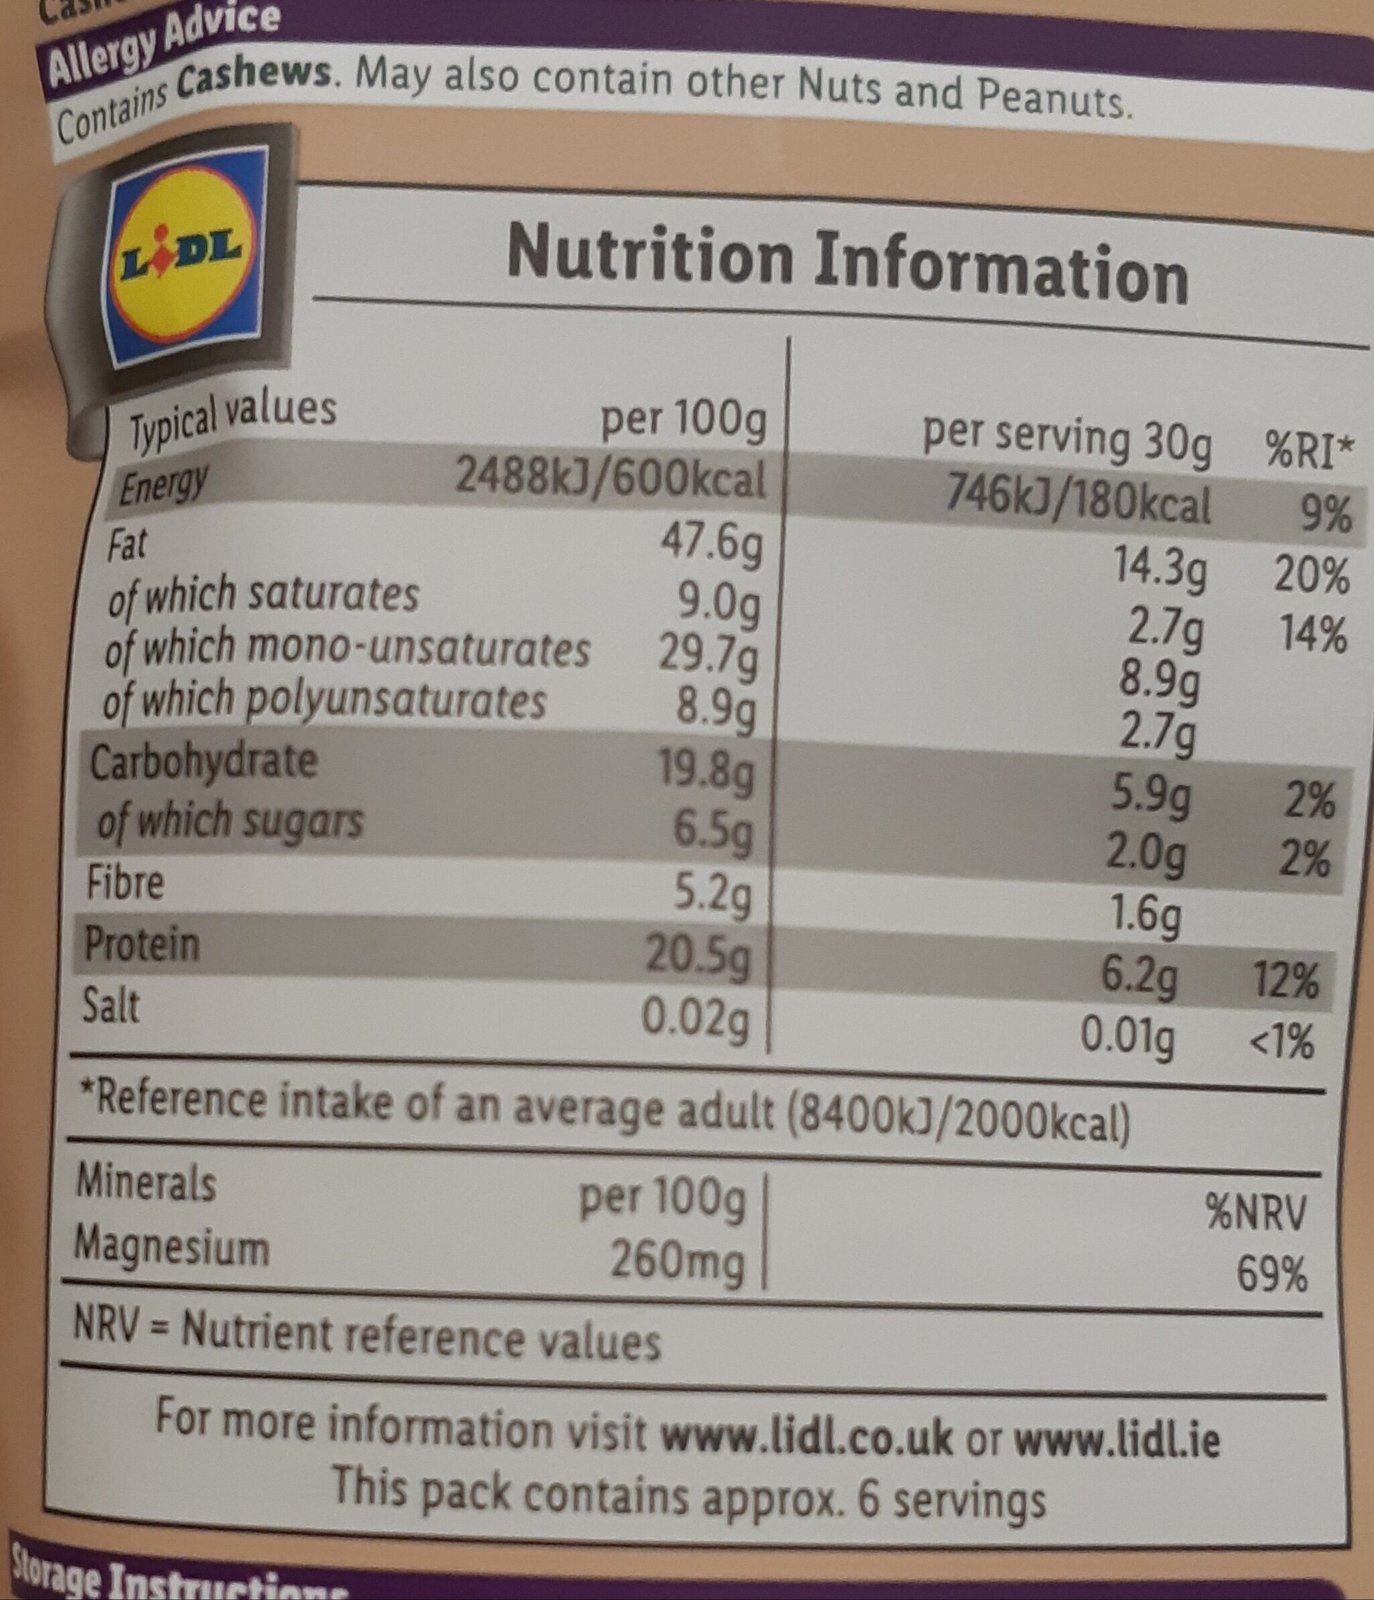 Allergy Advice
Contains Cashews. May also contain other Nuts and Peanuts.
LIDL
Nutrition Information
Typical values per 100g per serving 30g %RI*
Energy 2488kJ/600kcal 746kJ/180kcal 9%
Fat 47.6g 14.3g 20%
of which saturates 9.0g 2.7g 14%
of which mono-unsaturates 29.7g 8.9g
of which polyunsaturates 8.9g 2.7g
Carbohydrate 19.8g 5.9g 2%
of which sugars 6.5g 2.0g 2%
Fibre 5.2g 1.6g
Protein 20.5g 6.2g 12%
Salt 0.02g 0.01g <1%
*Reference intake of an average adult (8400kJ/2000kcal)
Minerals per 100g %NRV
Magnesium 260mg 69%
NRV = Nutrient reference values
For more information visit www.lidl.co.uk or www.lidl.ie
This pack contains approx. 6 servings
Storage Instructions